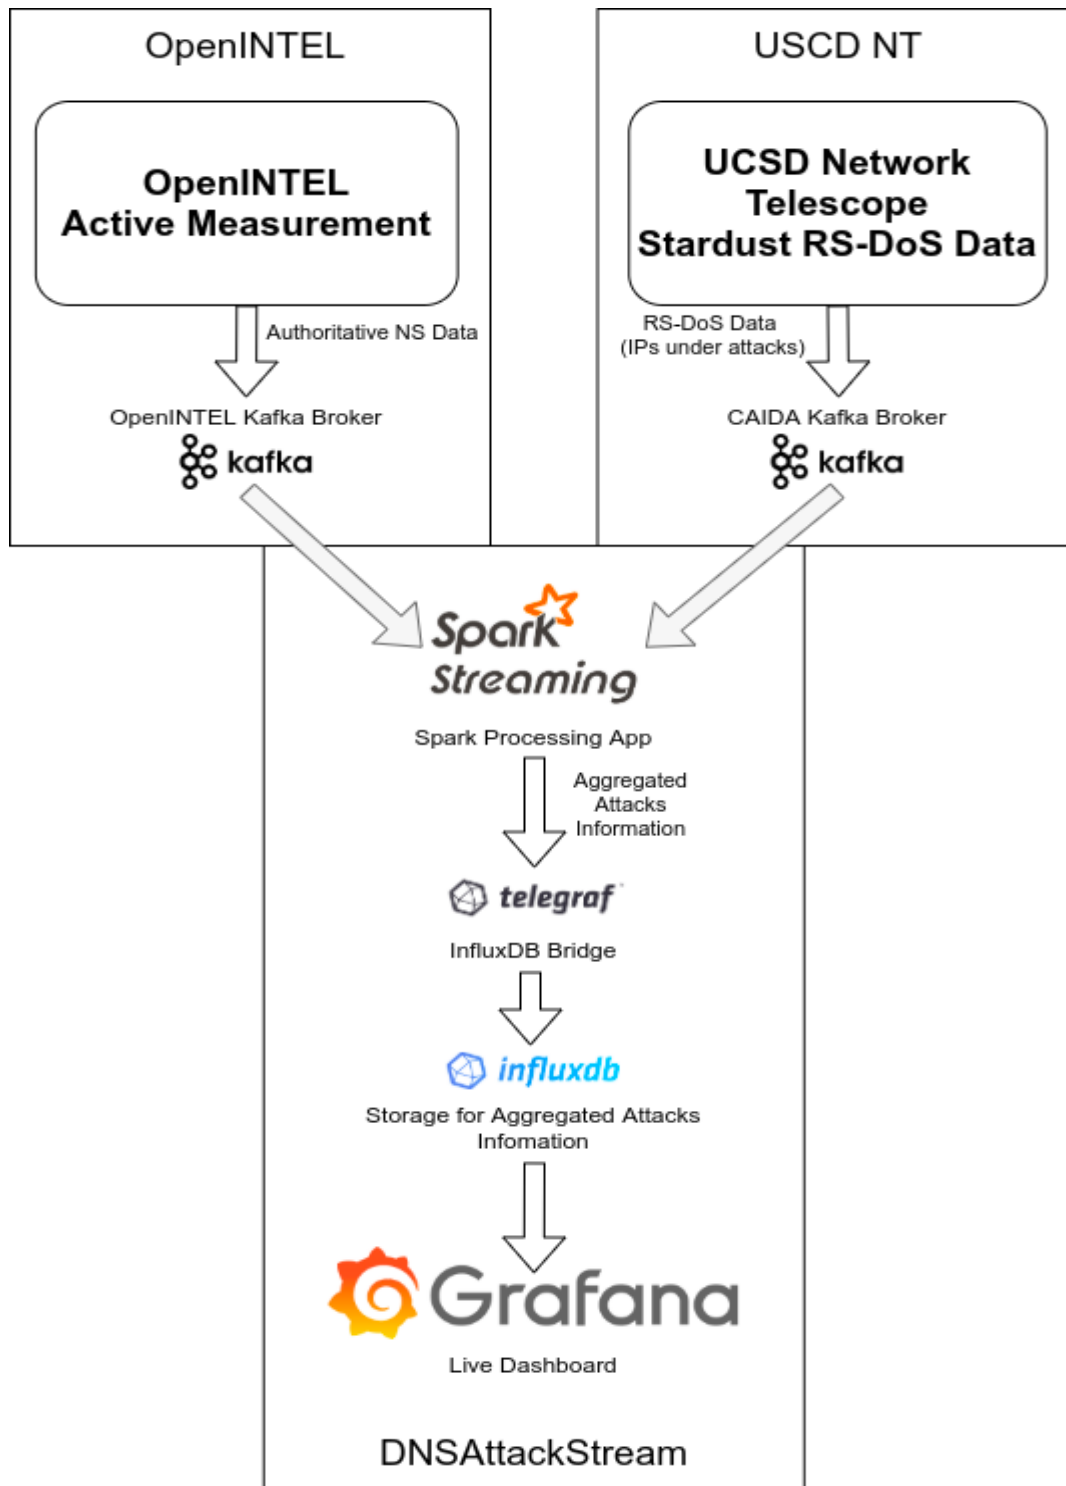 OpenINTEL
OpenINTEL
Active Measurement
Authoritative NS Data
OpenINTEL Kafka Broker
kafka
USCD NT
UCSD Network
Telescope
Stardust RS-DoS Data
RS-DoS Data
(IPs under attacks)
CAIDA Kafka Broker
kafka
Spark
Streaming
Spark Processing App
Aggregated
Attacks
Information
telegraf
InfluxDB Bridge
influxdb
Storage for Aggregated Attacks
Infomation
Grafana
Live Dashboard
DNSAttackStream